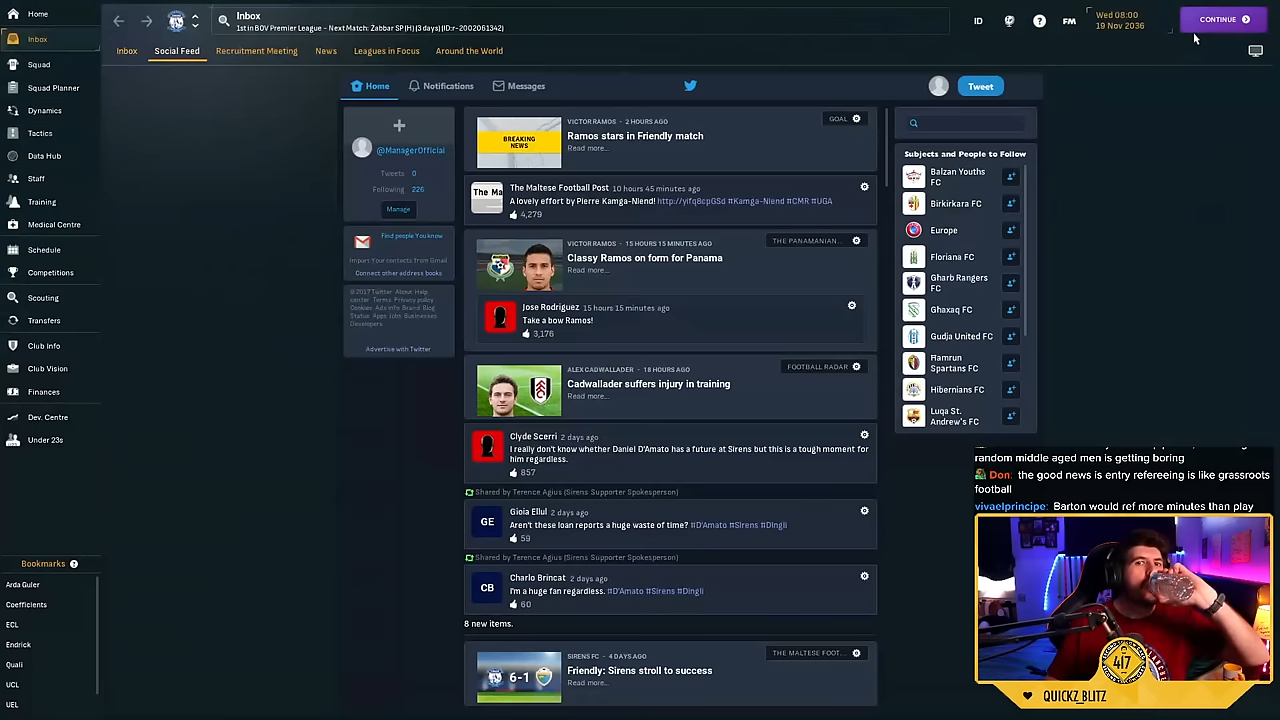 Home
Inbox
Squad
Squad Planner
Dynamics
Tactics
Data Hub
Staff
Training
Medical Centre
Schedule
Competitions
Scouting
Transfers
Club Info
Club Vision
Finances
Dev. Centre
Under 23s
Bookmarks
Arda Guler
Coefficients
ECL
Endrick
Quali
UCL
UEL
Inbox
1st in BOV Premier League - Next Match: Żabbar SP (H) (3 days) (ID:r-2002061342)
ID
?
FM
Wed 08:00
19 Nov 2036
CONTINUE
Inbox
Social Feed
Recruitment Meeting
News
Leagues in Focus
Around the World
Home
Notifications
Messages
Tweet
@ManagerOfficial
Tweets 0
Following 226
Manage
Find people You know
Import Your contacts from Gmail
Connect other address books
© 2017 Twitter About Help
center Terms Privacy policy
Cookies Ads info Brand Blog
Status Apps Jobs Businesses
Developers
Advertise with Twitter
BREAKING
NEWS
VICTOR RAMOS - 2 HOURS AGO
GOAL
Ramos stars in Friendly match
Read more...
The Ma
The Maltese Football Post 10 hours 45 minutes ago
A lovely effort by Pierre Kamga-Niend! http://yifq8cpGSd #Kamga-Niend #CMR #UGA
4,279
VICTOR RAMOS - 15 HOURS 15 MINUTES AGO
THE PANAMANIAN...
Classy Ramos on form for Panama
Read more...
Jose Rodríguez 15 hours 15 minutes ago
Take a bow Ramos!
3,176
ALEX CADWALLADER - 18 HOURS AGO
FOOTBALL RADAR
Cadwallader suffers injury in training
Read more...
Clyde Scerri 2 days ago
I really don't know whether Daniel D'Amato has a future at Sirens but this is a tough moment
for him regardless.
857
Shared by Terence Agius (Sirens Supporter Spokesperson)
GE
Gioia Ellul 2 days ago
Aren't these loan reports a huge waste of time? #D'Amato #Sirens #Dingli
59
Shared by Terence Agius (Sirens Supporter Spokesperson)
CB
Charlo Brincat 2 days ago
I'm a huge fan regardless. #D'Amato #Sirens #Dingli
60
8 new items.
SIRENS FC - 4 DAYS AGO
THE MALTESE FOOT...
6-1
Friendly: Sirens stroll to success
Read more...
Subjects and People to Follow
Balzan Youths
FC
Birkirkara FC
Europe
Floriana FC
Għarb Rangers
FC
Għaxaq FC
Gudja United FC
Ħamrun
Spartans FC
Hibernians FC
Luqa St.
Andrew's FC
random middle aged men is getting boring
Don: the good news is entry refereeing is like grassroots
football
vivaelprincipe: Barton would ref more minutes than play
417
QUICKZ_BLITZ